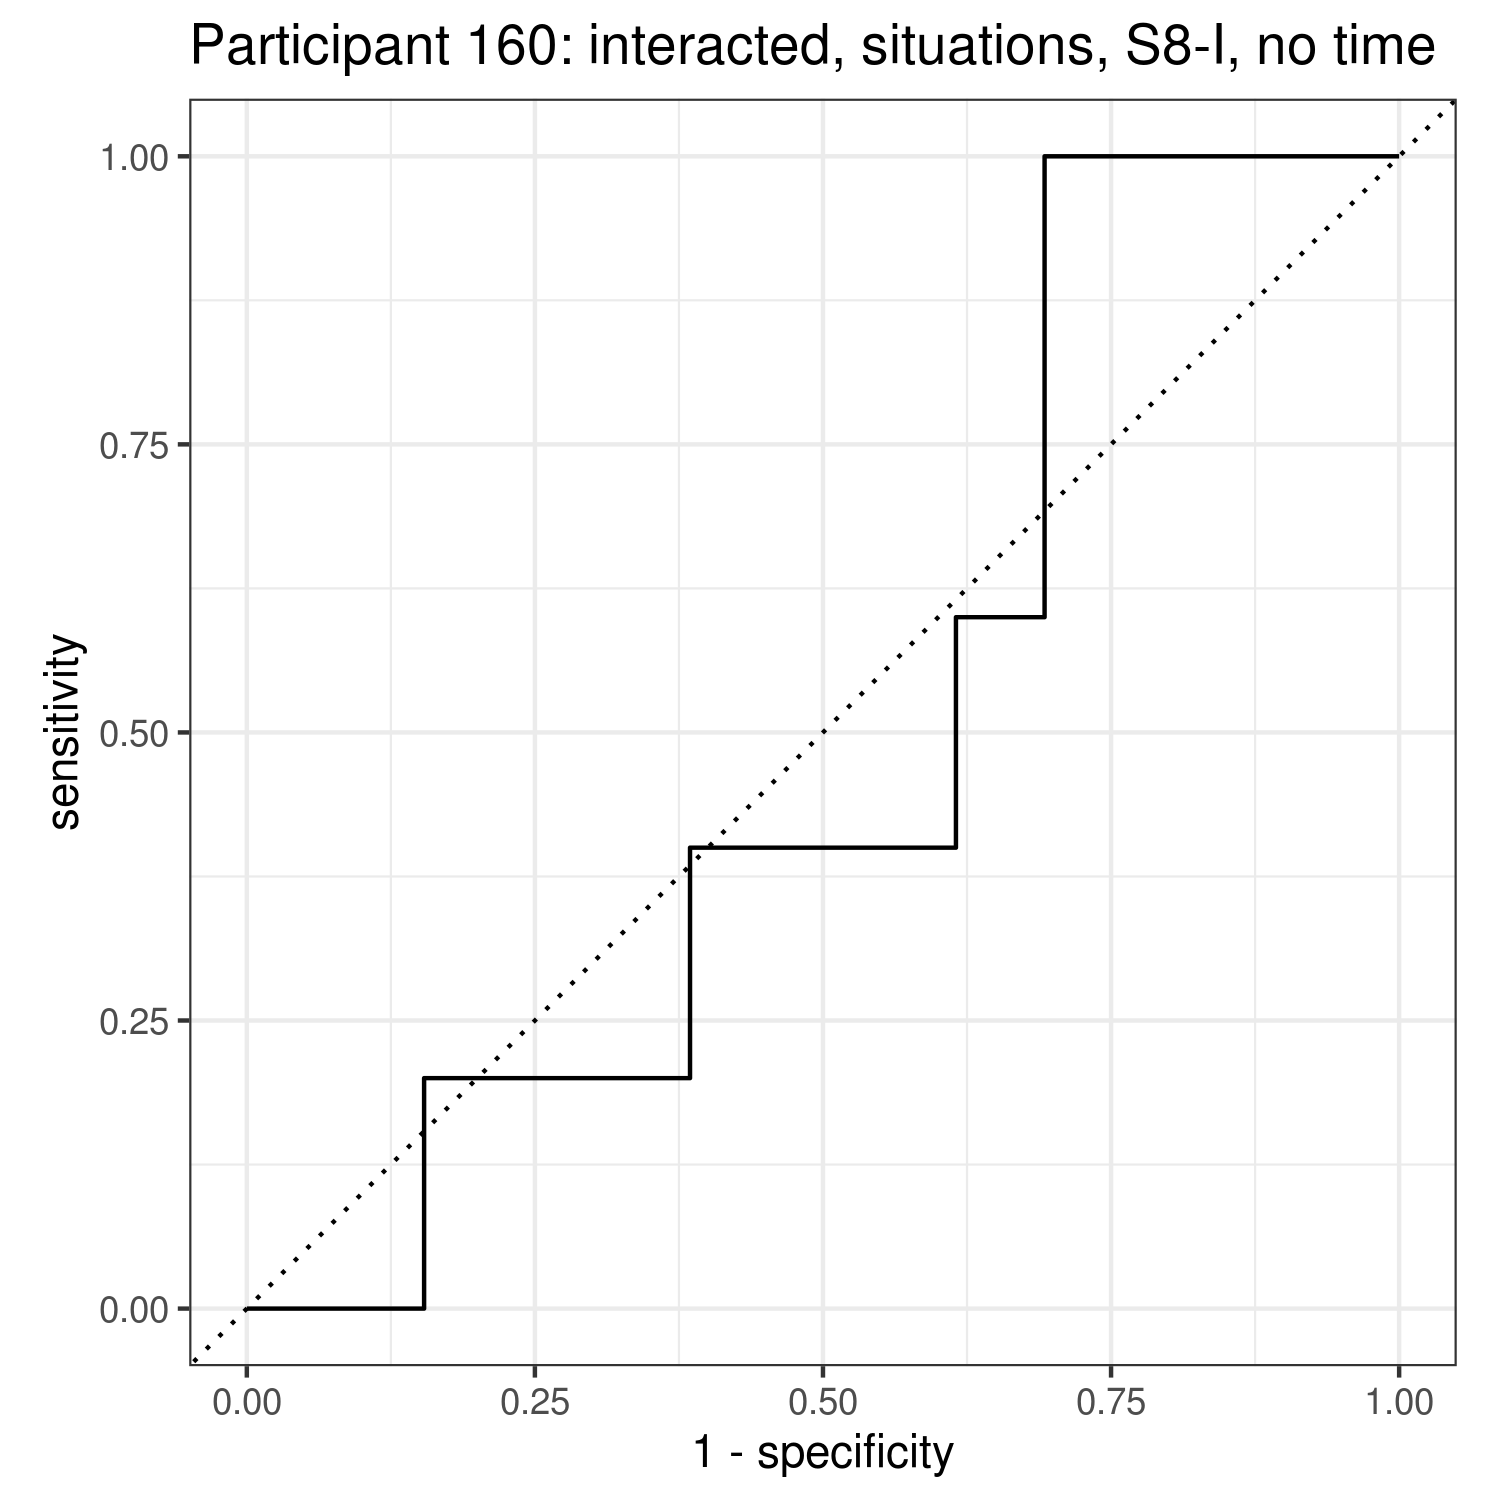 Participant 160: interacted, situations, S8-I, no time
1.00
0.75
0.50
0.25
0.00
sensitivity
0.00 0.25 0.50 0.75 1.00
1 - specificity